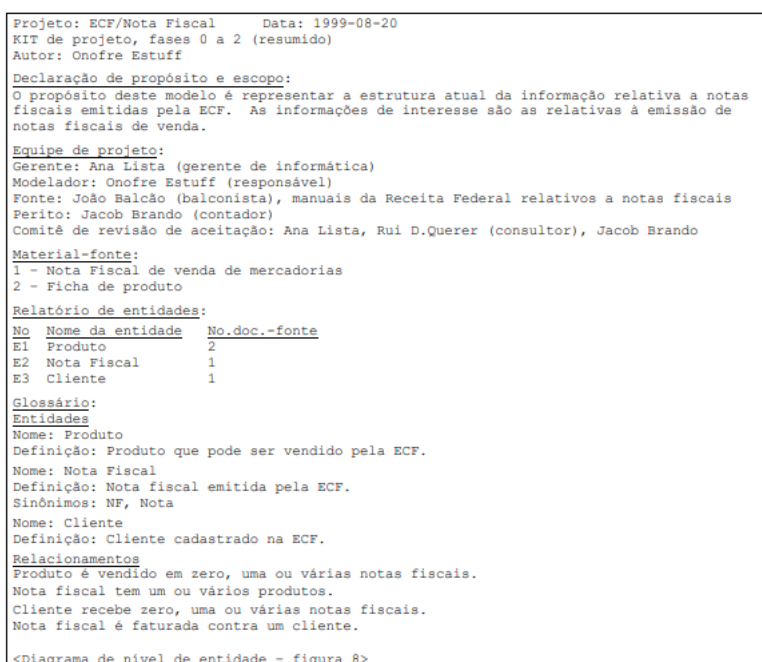 Projeto: ECF/Nota Fiscal Data: 1999-08-20
KIT de projeto, fases 0 a 2 (resumido)
Autor: Onofre Estuff
Declaração de propósito e escopo:
O propósito deste modelo é representar a estrutura atual da informação relativa a notas
fiscais emitidas pela ECF. As informações de interesse são as relativas à emissão de
notas fiscais de venda.
Equipe de projeto:
Gerente: Ana Lista (gerente de informática)
Modelador: Onofre Estuff (responsável)
Fonte: João Balcão (balconista), manuais da Receita Federal relativos a notas fiscais
Perito: Jacob Brando (contador)
Comitê de revisão de aceitação: Ana Lista, Rui D.Querer (consultor), Jacob Brando
Material-fonte:
1 - Nota Fiscal de venda de mercadorias
2 - Ficha de produto
Relatório de entidades:
No Nome da entidade No.doc.-fonte
E1 Produto 2
E2 Nota Fiscal 1
E3 Cliente 1
Glossário:
Entidades
Nome: Produto
Definição: Produto que pode ser vendido pela ECF.
Nome: Nota Fiscal
Definição: Nota fiscal emitida pela ECF.
Sinônimos: NF, Nota
Nome: Cliente
Definição: Cliente cadastrado na ECF.
Relacionamentos
Produto é vendido em zero, uma ou várias notas fiscais.
Nota fiscal tem um ou vários produtos.
Cliente recebe zero, uma ou várias notas fiscais.
Nota fiscal é faturada contra um cliente.
<Diagrama de nível de entidade - figura 8>